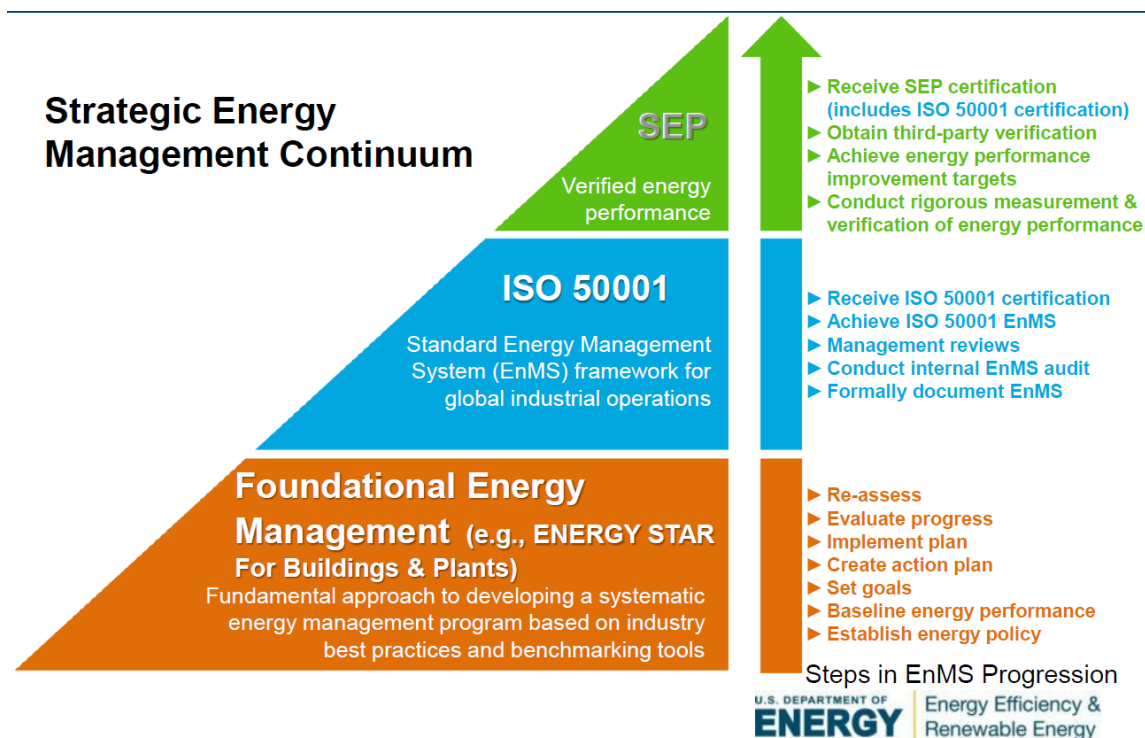 Strategic Energy
Management Continuum
SEP
Verified energy
performance
► Receive SEP certification
(includes ISO 50001 certification)
► Obtain third-party verification
► Achieve energy performance
improvement targets
► Conduct rigorous measurement &
verification of energy performance
ISO 50001
Standard Energy Management
System (EnMS) framework for
global industrial operations
► Receive ISO 50001 certification
► Achieve ISO 50001 EnMS
► Management reviews
► Conduct internal EnMS audit
► Formally document EnMS
Foundational Energy
Management (e.g., ENERGY STAR
For Buildings & Plants)
Fundamental approach to developing a systematic
energy management program based on industry
best practices and benchmarking tools
► Re-assess
► Evaluate progress
► Implement plan
► Create action plan
► Set goals
► Baseline energy performance
► Establish energy policy
Steps in EnMS Progression
U.S. DEPARTMENT OF
ENERGY
Energy Efficiency &
Renewable Energy